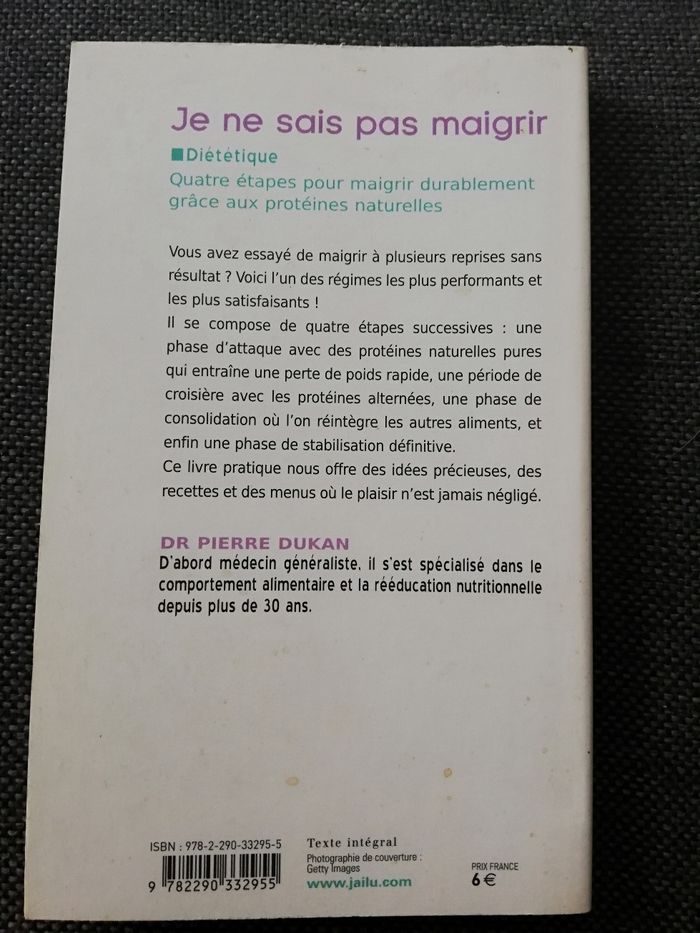 Je ne sais pas maigrir
■Diététique
Quatre étapes pour maigrir durablement
grâce aux protéines naturelles
Vous avez essayé de maigrir à plusieurs reprises sans
résultat ? Voici l'un des régimes les plus performants et
les plus satisfaisants !
Il se compose de quatre étapes successives : une
phase d'attaque avec des protéines naturelles pures
qui entraîne une perte de poids rapide, une période de
croisière avec les protéines alternées, une phase de
consolidation où l'on réintègre les autres aliments, et
enfin une phase de stabilisation définitive.
Ce livre pratique nous offre des idées précieuses, des
recettes et des menus où le plaisir n'est jamais négligé.
DR PIERRE DUKAN
D'abord médecin généraliste, il s'est spécialisé dans le
comportement alimentaire et la rééducation nutritionnelle
depuis plus de 30 ans.
ISBN : 978-2-290-33295-5
9 782290 332955
Texte intégral
Photographie de couverture :
Getty Images
www.jailu.com
PRIX FRANCE
6 €